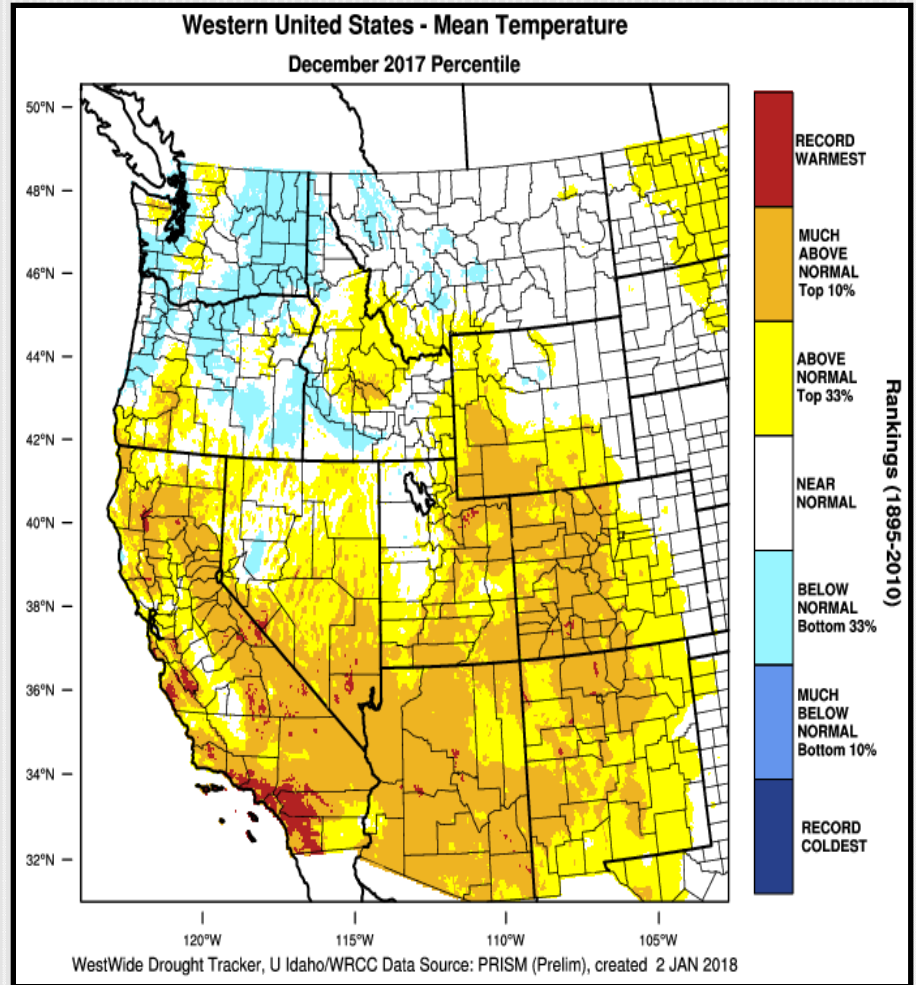 Western United States - Mean Temperature
December 2017 Percentile
50°N
48°N
46°N
44°N
42°N
40°N
38°N
36°N
34°N
32°N
120°W
115°W
110°W
105°W
RECORD
WARMEST
MUCH
ABOVE
NORMAL
Top 10%
ABOVE
NORMAL
Top 33%
NEAR
NORMAL
BELOW
NORMAL
Bottom 33%
MUCH
BELOW
NORMAL
Bottom 10%
RECORD
COLDEST
Rankings (1895-2010)
WestWide Drought Tracker, U Idaho/WRCC Data Source: PRISM (Prelim), created 2 JAN 2018